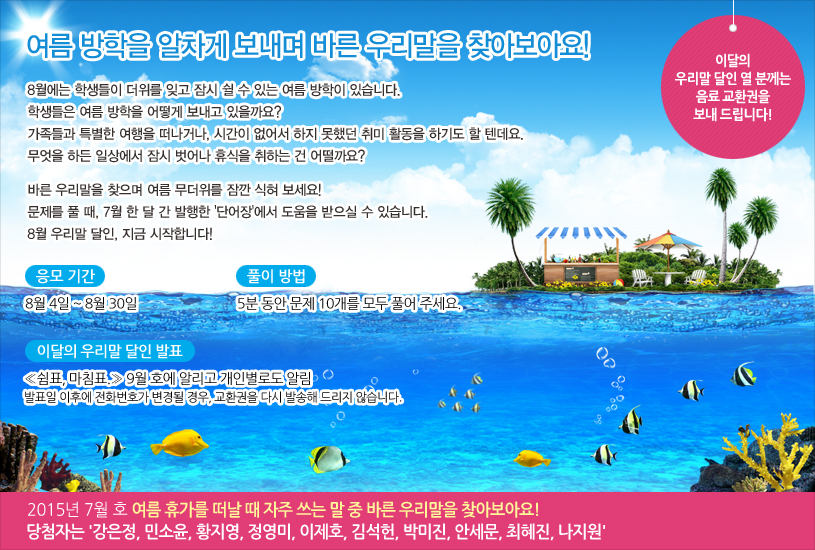 여름 방학을 알차게 보내며 바른 우리말을 찾아보아요!
이달의
우리말 달인 열 분께는
음료 교환권을
보내 드립니다!
8월에는 학생들이 더위를 잊고 잠시 쉴 수 있는 여름 방학이 있습니다.
학생들은 여름 방학을 어떻게 보내고 있을까요?
가족들과 특별한 여행을 떠나거나, 시간이 없어서 하지 못했던 취미 활동을 하기도 할 텐데요.
무엇을 하든 일상에서 잠시 벗어나 휴식을 취하는 건 어떨까요?
바른 우리말을 찾으며 여름 무더위를 잠깐 식혀 보세요!
문제를 풀 때, 7월 한 달 간 발행한 '단어장'에서 도움을 받으실 수 있습니다.
8월 우리말 달인, 지금 시작합니다!
응모 기간
8월 4일 ~ 8월 30일
풀이 방법
5분 동안 문제 10개를 모두 풀어 주세요.
이달의 우리말 달인 발표
≪쉼표, 마침표.≫ 9월 호에 알리고 개인별로도 알림
발표일 이후에 전화번호가 변경될 경우, 교환권을 다시 발송해 드리지 않습니다.
2015년 7월 호 여름 휴가를 떠날 때 자주 쓰는 말 중 바른 우리말을 찾아보아요!
당첨자는 '강은정, 민소윤, 황지영, 정영미, 이제호, 김석헌, 박미진, 안세문, 최혜진, 나지원'